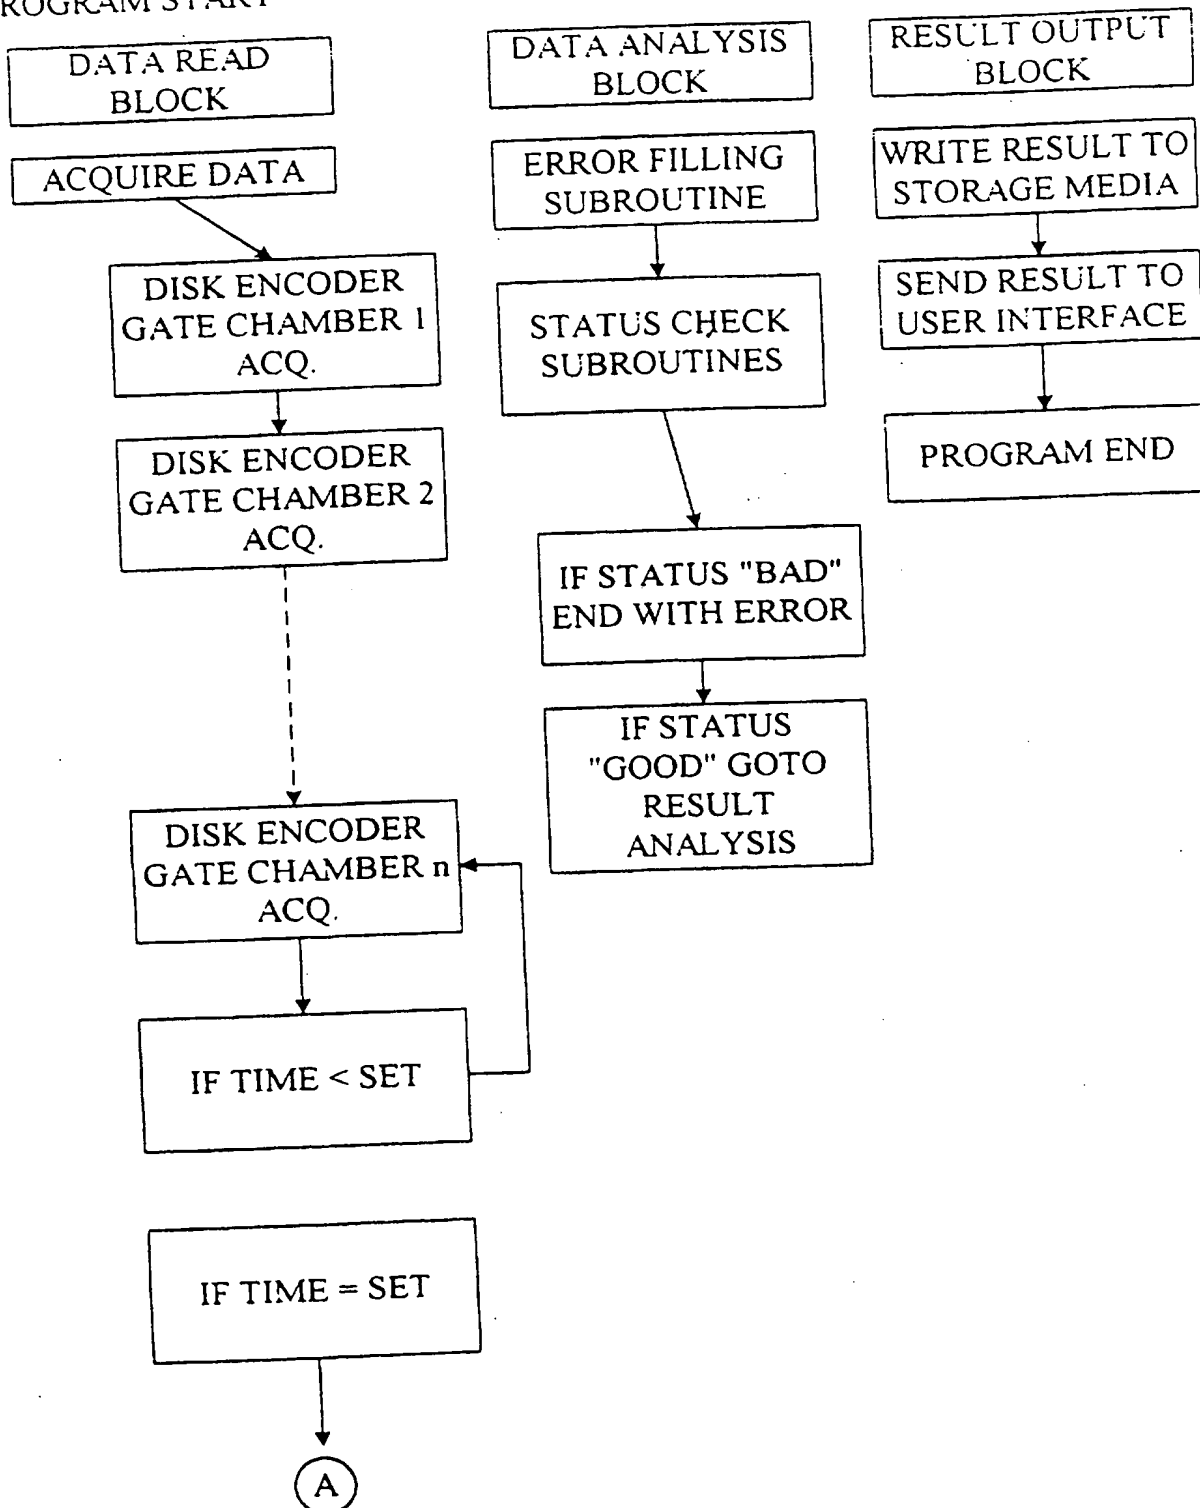 ROGRAM START
DATA READ
BLOCK
ACQUIRE DATA
DISK ENCODER
GATE CHAMBER 1
ACQ.
DISK ENCODER
GATE CHAMBER 2
ACQ.
DISK ENCODER
GATE CHAMBER n
ACQ.
IF TIME < SET
IF TIME = SET
A
DATA ANALYSIS
BLOCK
ERROR FILLING
SUBROUTINE
STATUS CHECK
SUBROUTINES
IF STATUS "BAD"
END WITH ERROR
IF STATUS
"GOOD" GOTO
RESULT
ANALYSIS
RESULT OUTPUT
BLOCK
WRITE RESULT TO
STORAGE MEDIA
SEND RESULT TO
USER INTERFACE
PROGRAM END